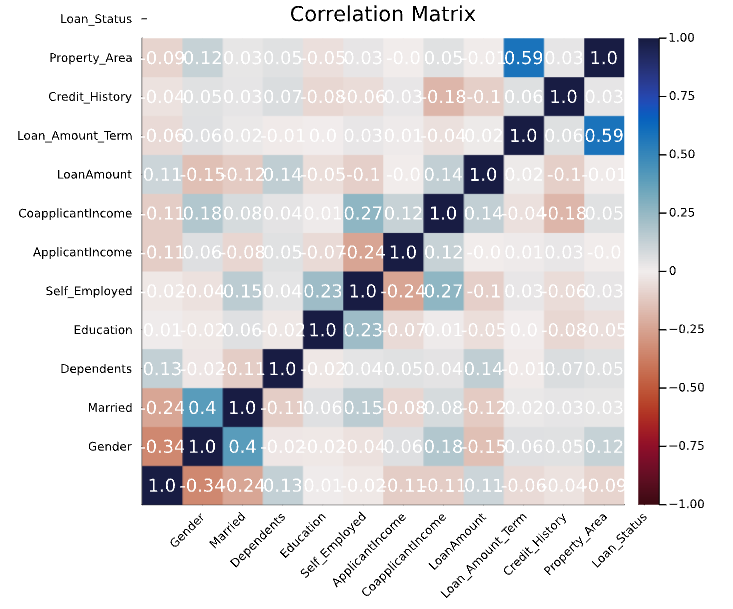 Correlation Matrix
Loan_Status
Property_Area -0.09 0.12 0.03 0.05 -0.05 0.03 -0.0 0.05 -0.01 0.59 0.03 1.0
Credit_History -0.04 0.05 0.03 0.07 -0.08 -0.06 0.03 -0.18 -0.1 0.06 1.0 0.03
Loan_Amount_Term -0.06 0.06 0.02 -0.01 0.0 0.03 0.01 -0.04 0.02 1.0 0.06 0.59
LoanAmount 0.11 -0.15 -0.12 0.14 -0.05 -0.1 -0.0 0.14 1.0 0.02 -0.1 -0.01
CoapplicantIncome -0.11 0.18 0.08 0.04 0.01 0.27 0.12 1.0 0.14 -0.04 -0.18 0.05
ApplicantIncome -0.11 0.06 -0.08 0.05 -0.07 -0.24 1.0 0.12 -0.0 0.01 0.03 -0.0
Self_Employed -0.02 -0.04 0.15 0.04 0.23 1.0 -0.24 0.27 -0.1 0.03 -0.06 0.03
Education 0.01 -0.02 0.06 -0.02 1.0 0.23 -0.07 0.01 -0.05 0.0 -0.08 -0.05
Dependents 0.13 -0.02 -0.11 1.0 -0.02 0.04 0.05 0.04 0.14 -0.01 0.07 0.05
Married -0.24 0.4 1.0 -0.11 0.06 0.15 -0.08 0.08 -0.12 0.02 0.03 0.03
Gender -0.34 1.0 0.4 -0.02 -0.02 -0.04 0.06 0.18 -0.15 0.06 0.05 0.12
1.0 -0.34 -0.24 0.13 0.01 -0.02 -0.11 -0.11 0.11 -0.06 -0.04 -0.09
Gender Married Dependents Education Self_Employed ApplicantIncome CoapplicantIncome LoanAmount Loan_Amount_Term Credit_History Property_Area Loan_Status
1.00
0.75
0.50
0.25
0
−0.25
−0.50
−0.75
−1.00